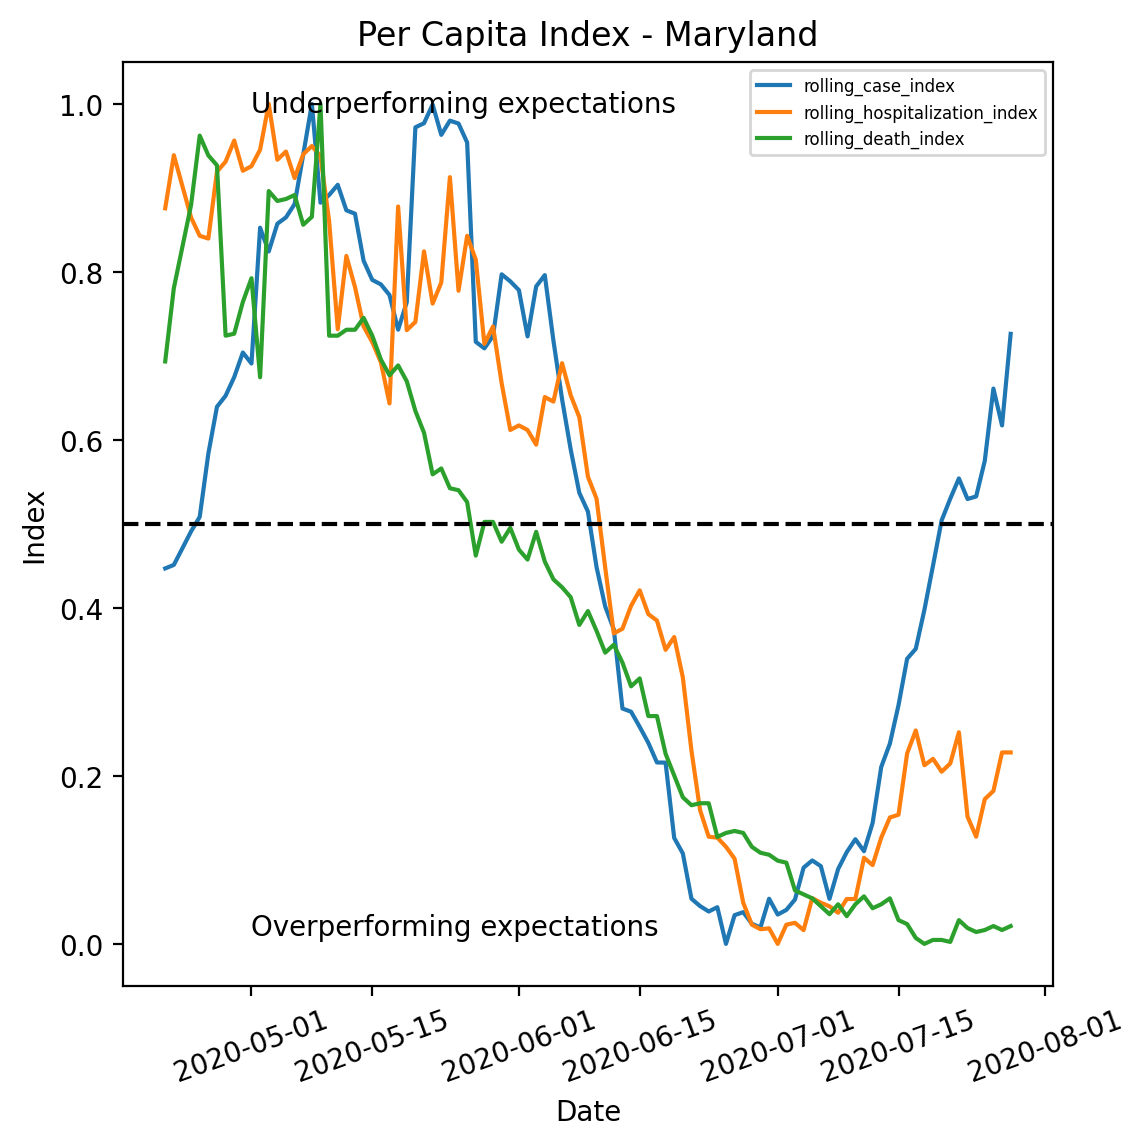 Per Capita Index - Maryland
Underperforming expectations
rolling_case_index
rolling_hospitalization_index
rolling_death_index
Index
1.0
0.8
0.6
0.4
0.2
0.0
Overperforming expectations
2020-05-01
2020-05-15
2020-06-01
2020-06-15
2020-07-01
2020-07-15
2020-08-01
Date